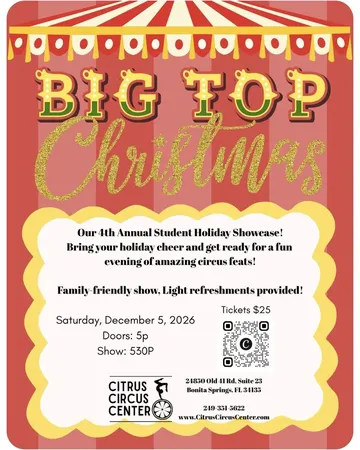 BIG TOP
Christmas
Our 4th Annual Student Holiday Showcase!
Bring your holiday cheer and get ready for a fun
evening of amazing circus feats!
Family-friendly show, Light refreshments provided!
Tickets $25
Saturday, December 5, 2026
Doors: 5p
Show: 530P
CITRUS
CIRCUS
CENTER
24850 Old 41 Rd, Suite 23
Bonita Springs, FL 34135
249-351-5622
www.CitrusCircusCenter.com